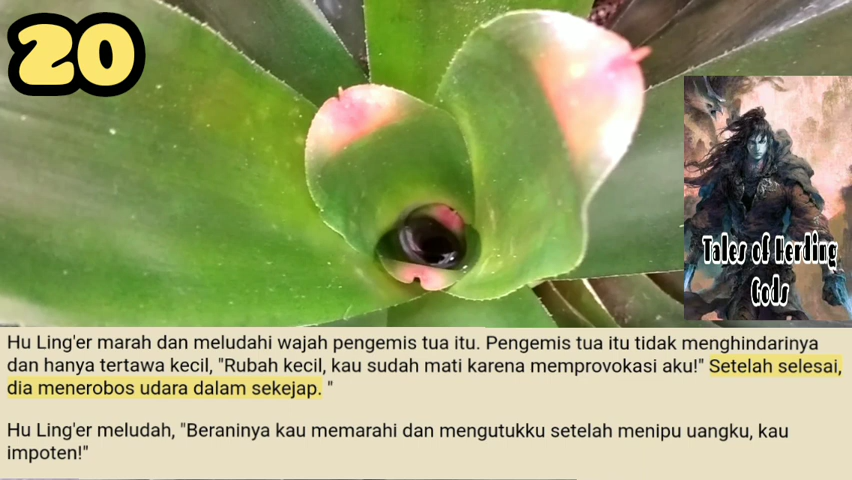 20
Tales of Herding
Gods
Hu Ling'er marah dan meludahi wajah pengemis tua itu. Pengemis tua itu tidak menghindarinya
dan hanya tertawa kecil, "Rubah kecil, kau sudah mati karena memprovokasi aku!" Setelah selesai,
dia menerobos udara dalam sekejap. "
Hu Ling'er meludah, "Beraninya kau memarahi dan mengutukku setelah menipu uangku, kau
impoten!"